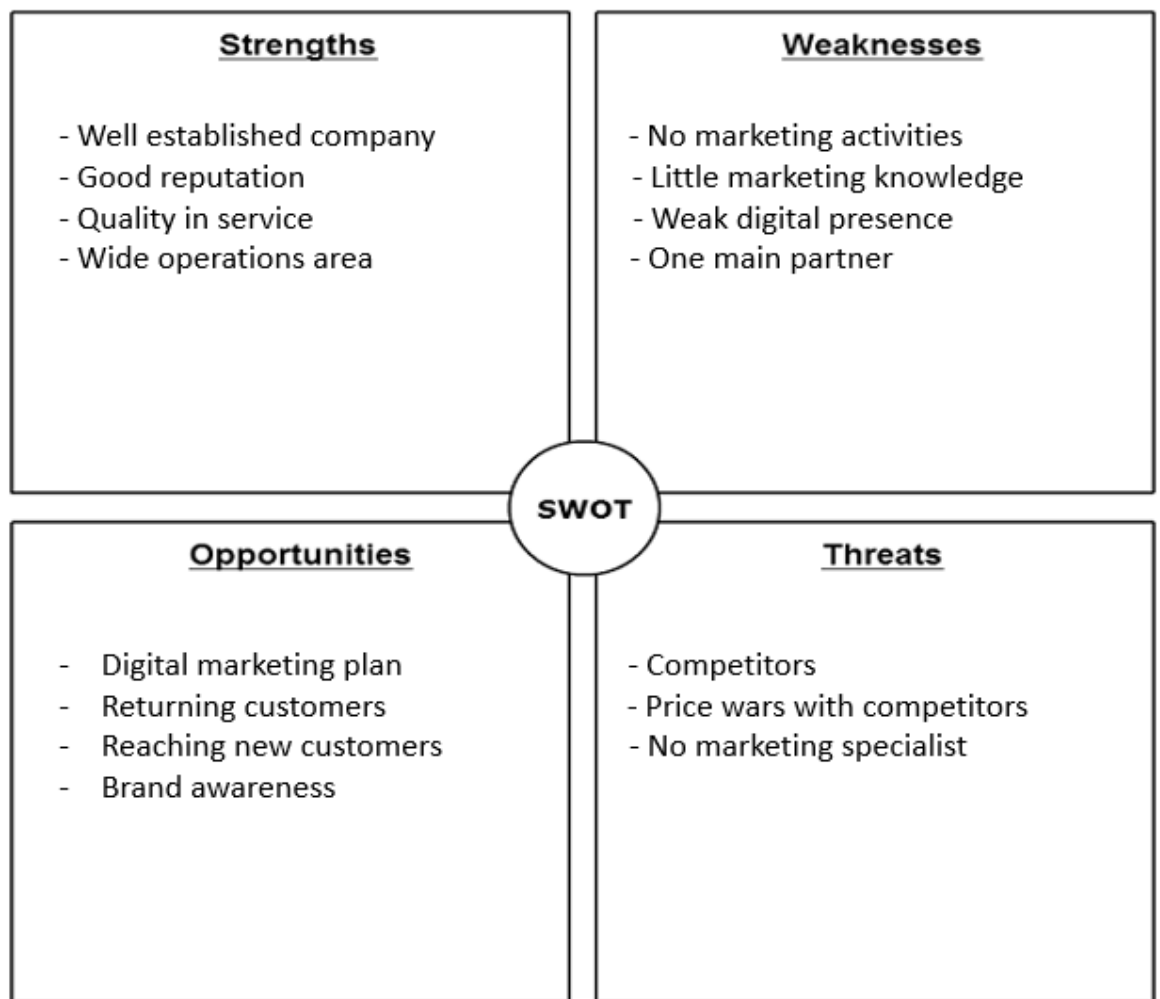 Strengths
- Well established company
- Good reputation
- Quality in service
- Wide operations area
Weaknesses
- No marketing activities
- Little marketing knowledge
- Weak digital presence
- One main partner
SWOT
Opportunities
- Digital marketing plan
- Returning customers
- Reaching new customers
- Brand awareness
Threats
- Competitors
- Price wars with competitors
- No marketing specialist